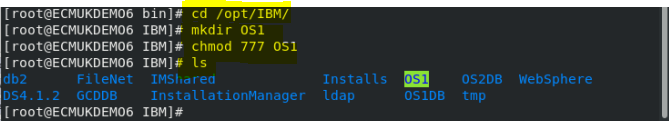 [root@ECMUKDEMO6 bin]# cd /opt/IBM/
[root@ECMUKDEMO6 IBM]# mkdir OS1
[root@ECMUKDEMO6 IBM]# chmod 777 OS1
[root@ECMUKDEMO6 IBM]# ls
db2 FileNet IMShared Installs OS1 OS2DB WebSphere
DS4.1.2 GCDDB InstallationManager ldap OS1DB tmp
[root@ECMUKDEMO6 IBM]#